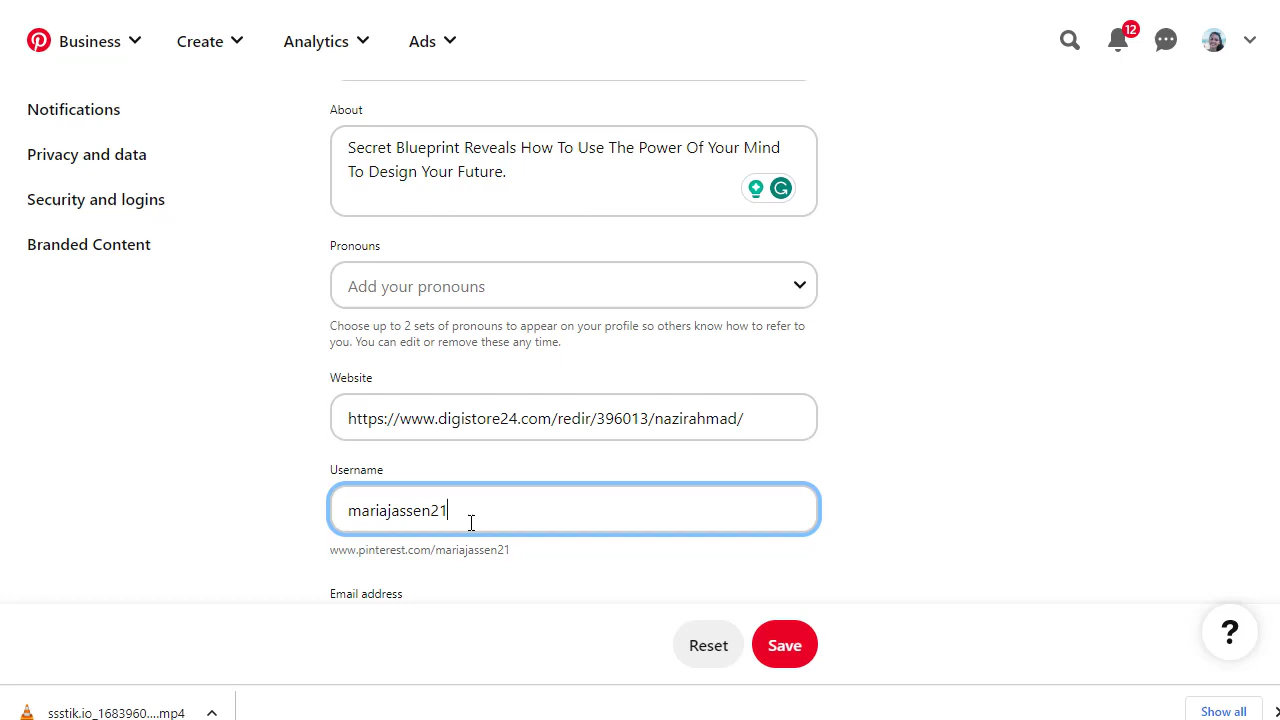 Business
Create
Analytics
Ads
12
Notifications
Privacy and data
Security and logins
Branded Content
About
Secret Blueprint Reveals How To Use The Power Of Your Mind
To Design Your Future.
Pronouns
Add your pronouns
Choose up to 2 sets of pronouns to appear on your profile so others know how to refer to
you. You can edit or remove these any time.
Website
https://www.digistore24.com/redir/396013/nazirahmad/
Username
mariajassen21
www.pinterest.com/mariajassen21
Email address
Reset
Save
?
ssstik.io_1683960....mp4
Show all